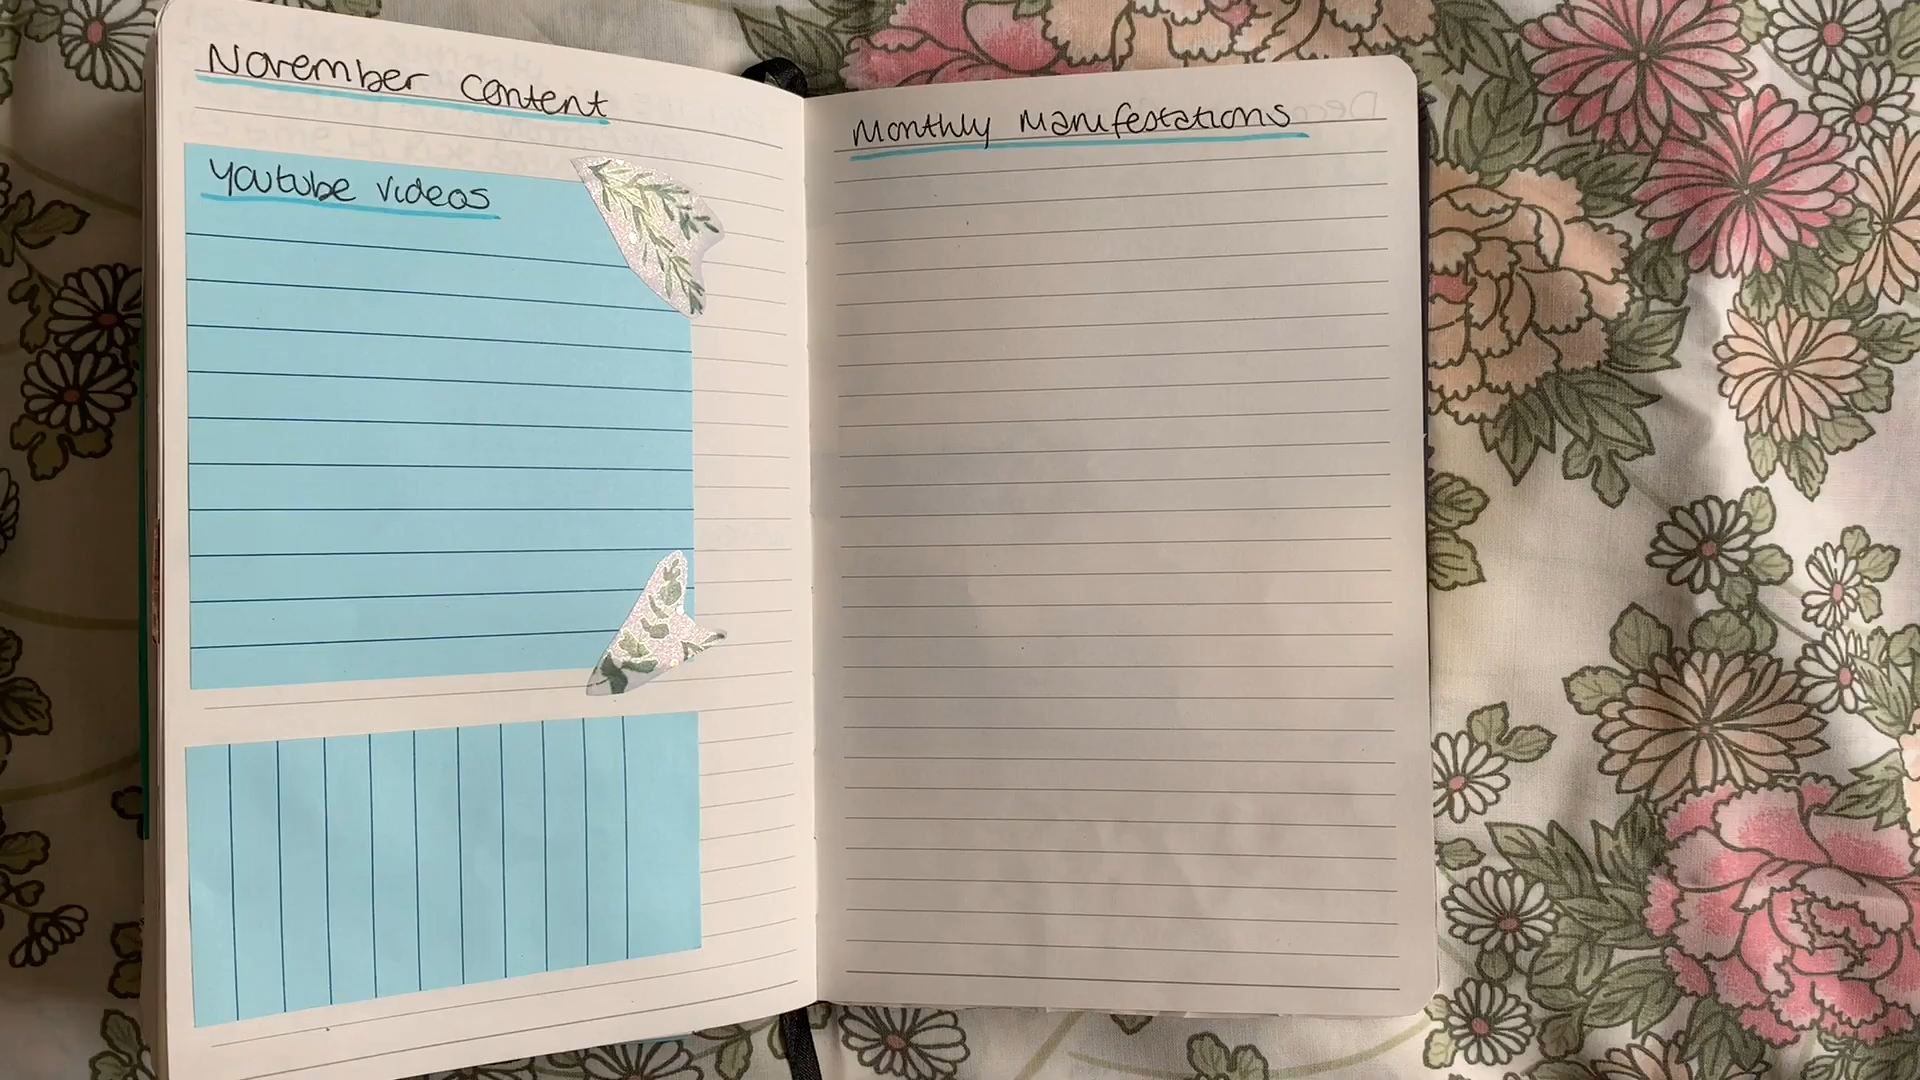 November content
Youtube videos
Monthly Manifestations